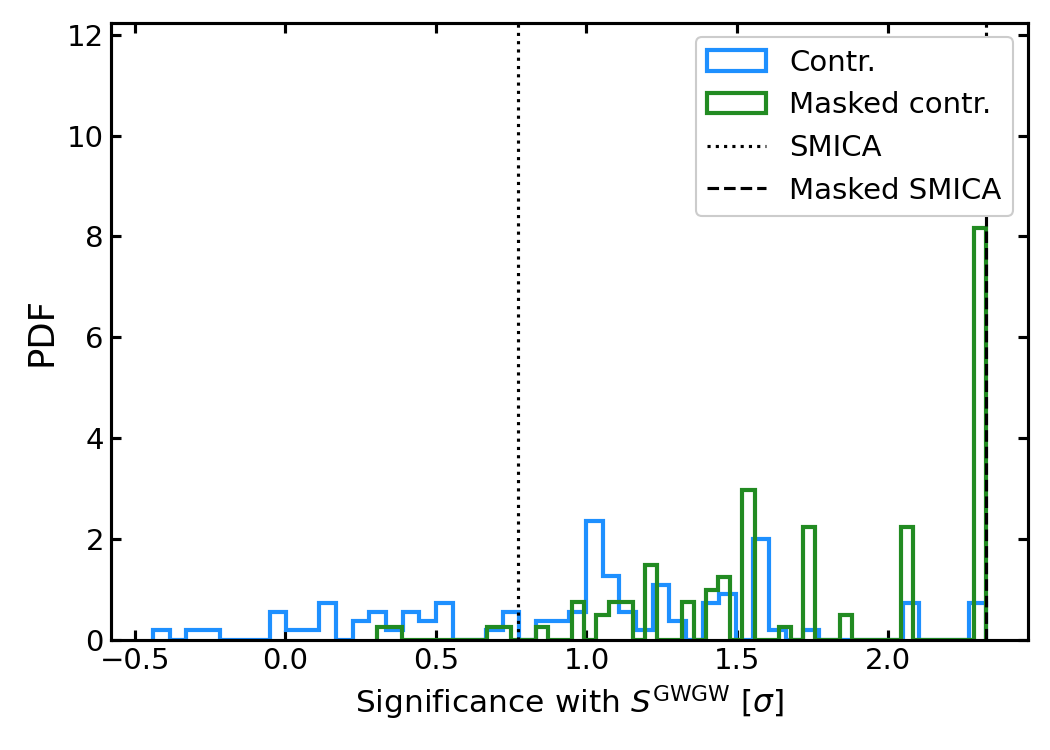 12
10
8
6
4
2
0
PDF
Contr.
Masked contr.
SMICA
Masked SMICA
−0.5 0.0 0.5 1.0 1.5 2.0
Significance with S^GWGW [σ]